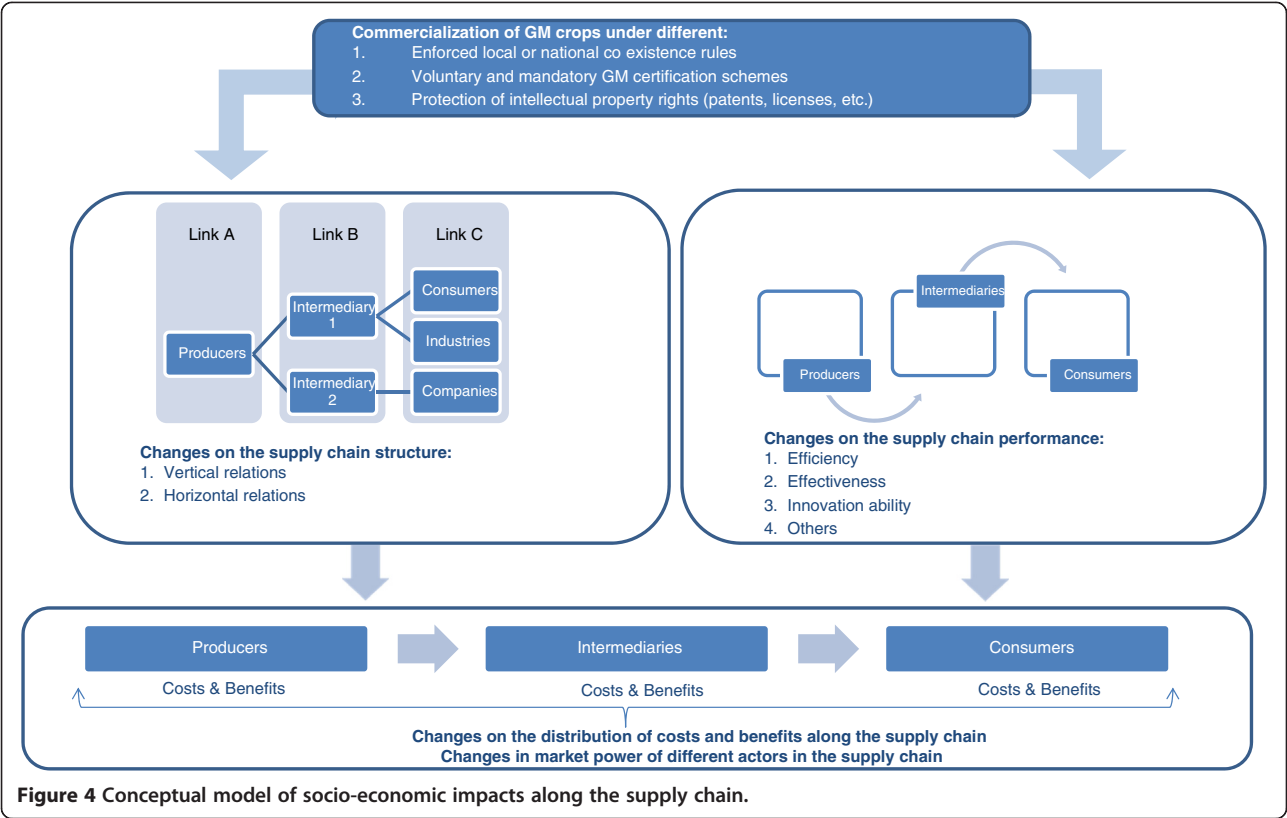 Commercialization of GM crops under different:
1. Enforced local or national co existence rules
2. Voluntary and mandatory GM certification schemes
3. Protection of intellectual property rights (patents, licenses, etc.)
Link A
Link B
Link C
Producers
Intermediary
1
Intermediary
2
Consumers
Industries
Companies
Changes on the supply chain structure:
1. Vertical relations
2. Horizontal relations
Producers
Intermediaries
Consumers
Changes on the supply chain performance:
1. Efficiency
2. Effectiveness
3. Innovation ability
4. Others
Producers
Intermediaries
Consumers
Costs & Benefits
Costs & Benefits
Costs & Benefits
Changes on the distribution of costs and benefits along the supply chain
Changes in market power of different actors in the supply chain
Figure 4 Conceptual model of socio-economic impacts along the supply chain.